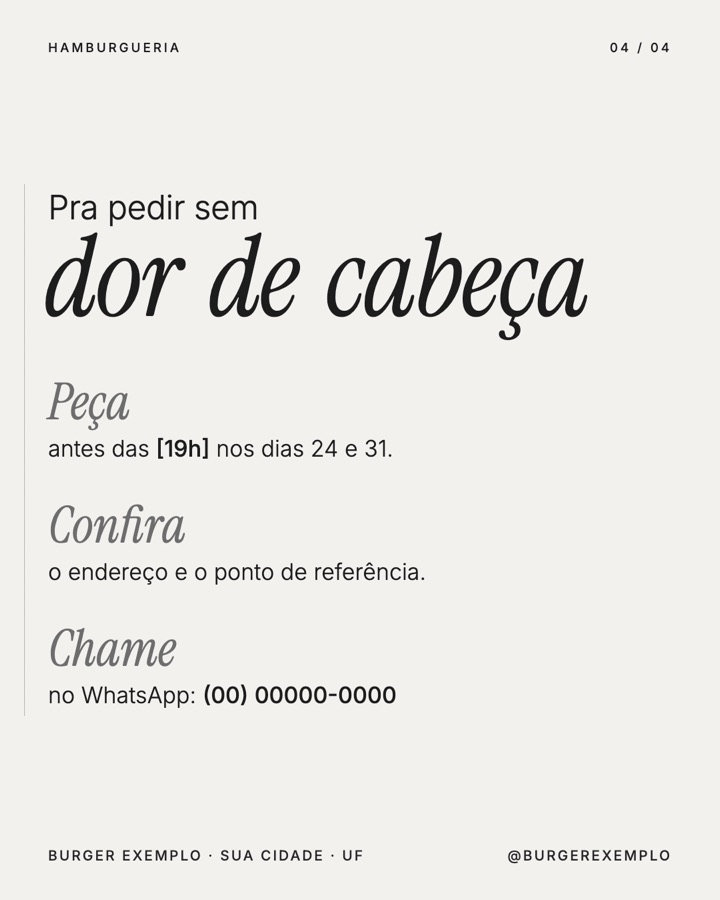 HAMBURGUERIA
04 / 04
Pra pedir sem
dor de cabeça
Peça
antes das [19h] nos dias 24 e 31.
Confira
o endereço e o ponto de referência.
Chame
no WhatsApp: (00) 00000-0000
BURGER EXEMPLO · SUA CIDADE · UF
@BURGEREXEMPLO